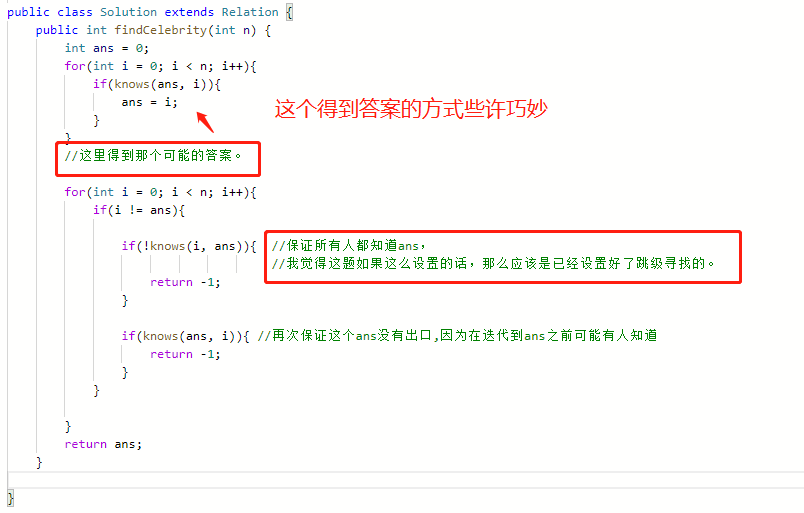 public class Solution extends Relation {
public int findCelebrity(int n) {
int ans = 0;
for(int i = 0; i < n; i++){
if(knows(ans, i)){
ans = i;
这个得到答案的方式些许巧妙
}
}
//这里得到那个可能的答案。
for(int i = 0; i < n; i++){
if(i != ans){
if(!knows(i, ans)){ //保证所有人都知道ans,
//我觉得这题如果这么设置的话，那么应该是已经设置好了跳级寻找的。
return -1;
}
if(knows(ans, i)){ //再次保证这个ans没有出口,因为在迭代到ans之前可能有人知道
return -1;
}
}
}
return ans;
}
}